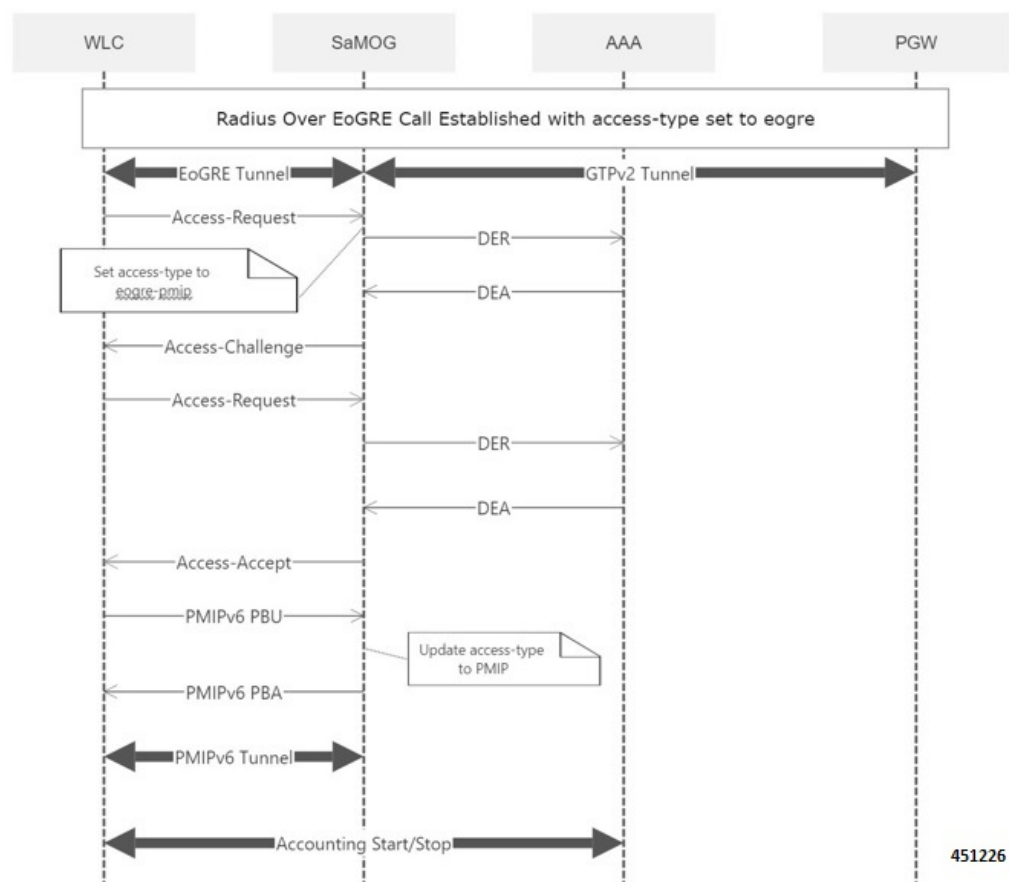 WLC
SaMOG
AAA
PGW
Radius Over EoGRE Call Established with access-type set to eogre
EoGRE Tunnel
GTPv2 Tunnel
Access-Request
DER
Set access-type to
eogre-pmip
DEA
Access-Challenge
Access-Request
DER
DEA
Access-Accept
PMIPv6 PBU
Update access-type
to PMIP
PMIPv6 PBA
PMIPv6 Tunnel
Accounting Start/Stop
451226